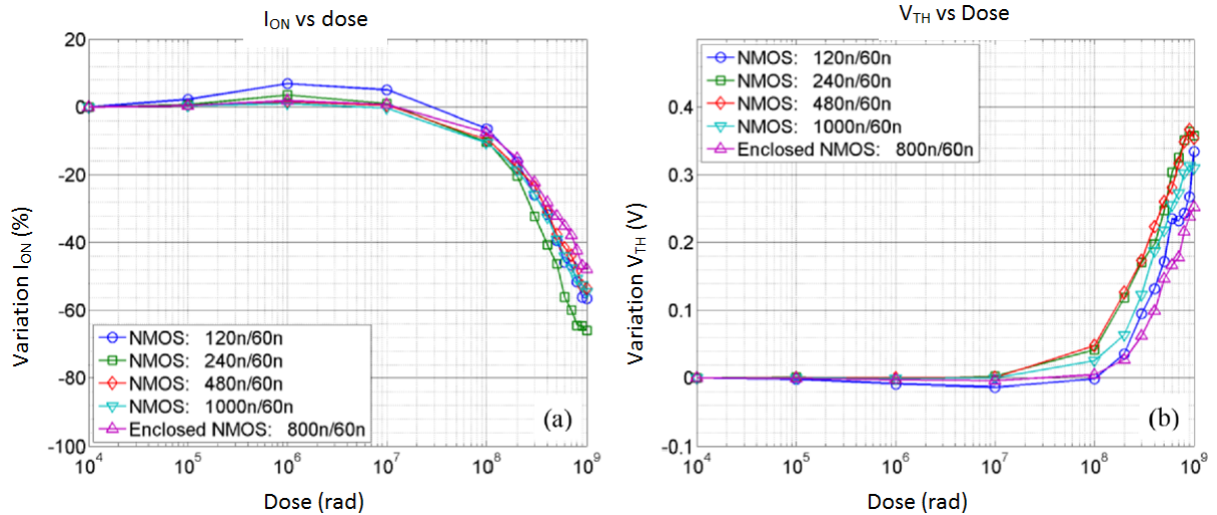 I_ON vs dose
20
0
-20
-40
-60
-80
-100
Variation I_ON (%)
NMOS: 120n/60n
NMOS: 240n/60n
NMOS: 480n/60n
NMOS: 1000n/60n
Enclosed NMOS: 800n/60n
(a)
10^4 10^5 10^6 10^7 10^8 10^9
Dose (rad)
V_TH vs Dose
NMOS: 120n/60n
NMOS: 240n/60n
NMOS: 480n/60n
NMOS: 1000n/60n
Enclosed NMOS: 800n/60n
0.4
0.3
0.2
0.1
0
-0.1
Variation V_TH (V)
(b)
10^4 10^5 10^6 10^7 10^8 10^9
Dose (rad)